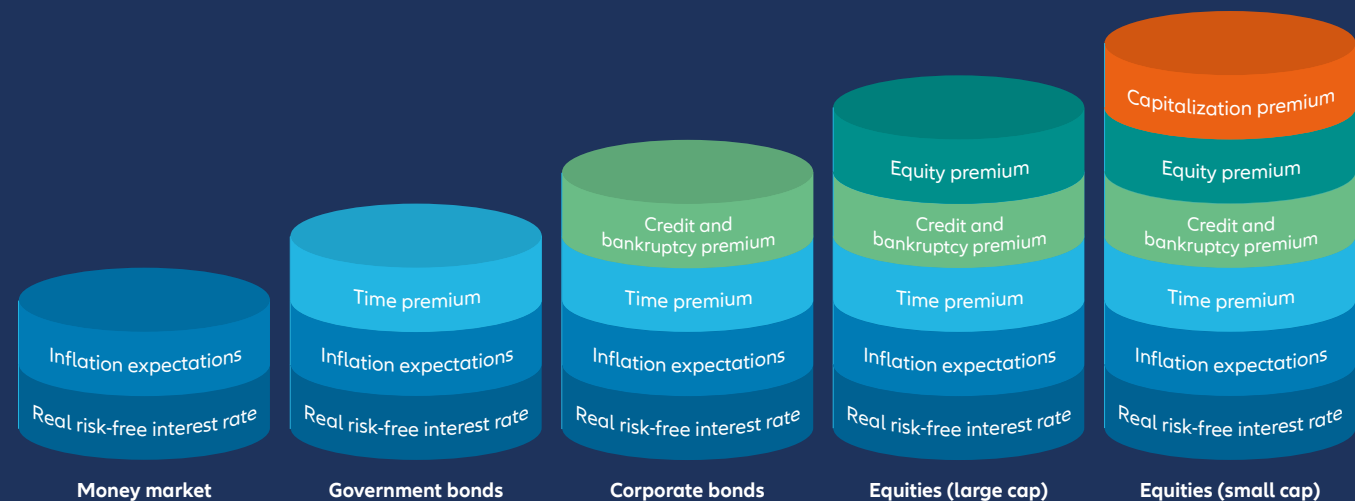 Capitalization premium
Equity premium
Equity premium
Credit and
bankruptcy premium
Credit and
bankruptcy premium
Credit and
bankruptcy premium
Time premium
Time premium
Time premium
Time premium
Inflation expectations
Inflation expectations
Inflation expectations
Inflation expectations
Inflation expectations
Real risk-free interest rate
Real risk-free interest rate
Real risk-free interest rate
Real risk-free interest rate
Real risk-free interest rate
Money market
Government bonds
Corporate bonds
Equities (large cap)
Equities (small cap)